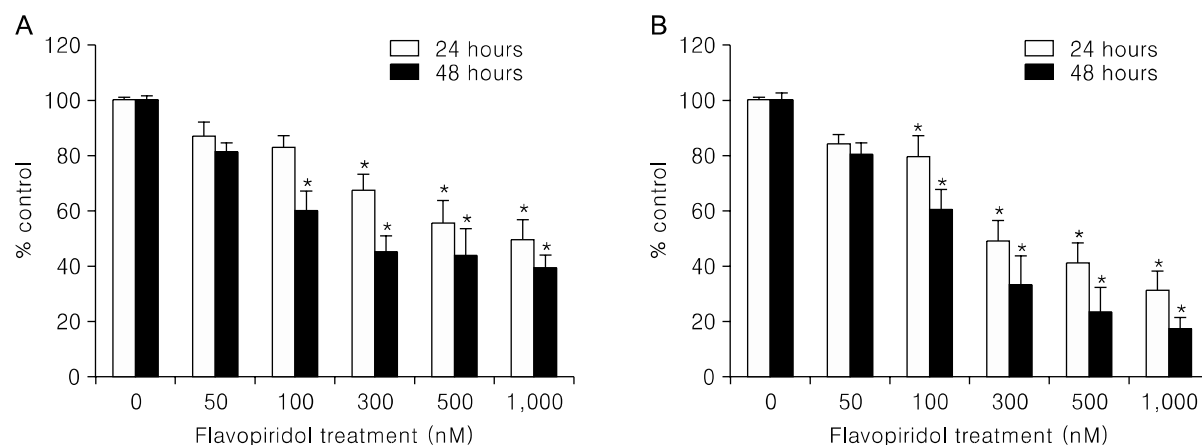 A
120
100
80
60
40
20
0
% control
24 hours
48 hours
* * * * * * *
0 50 100 300 500 1,000
Flavopiridol treatment (nM)
B
120
100
80
60
40
20
0
% control
24 hours
48 hours
* * * * * * * *
0 50 100 300 500 1,000
Flavopiridol treatment (nM)